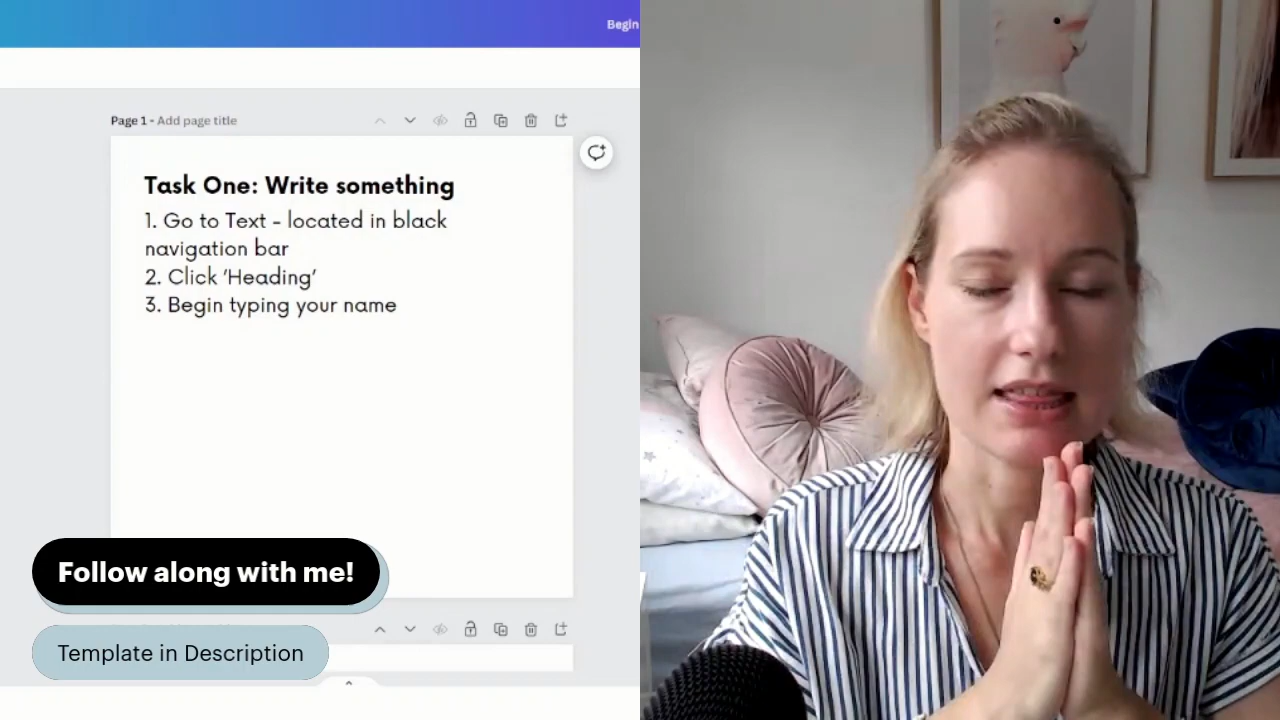 Begin
Page 1 - Add page title
Task One: Write something
1. Go to Text - located in black
navigation bar
2. Click ‘Heading’
3. Begin typing your name
Follow along with me!
Template in Description